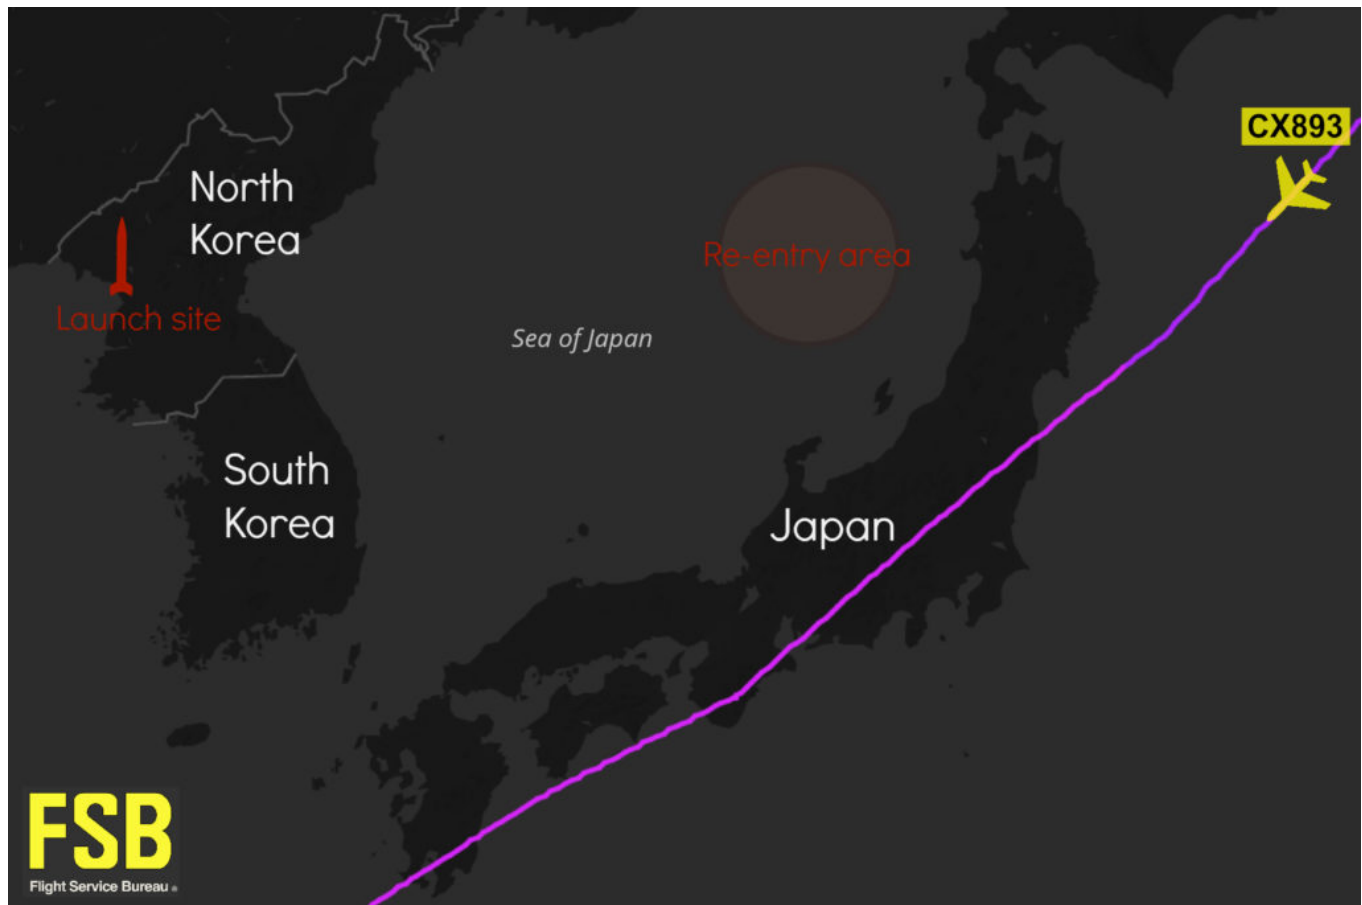 CX893
North
Korea
Re-entry area
Launch site
Sea of Japan
South
Korea
Japan
FSB
Flight Service Bureau